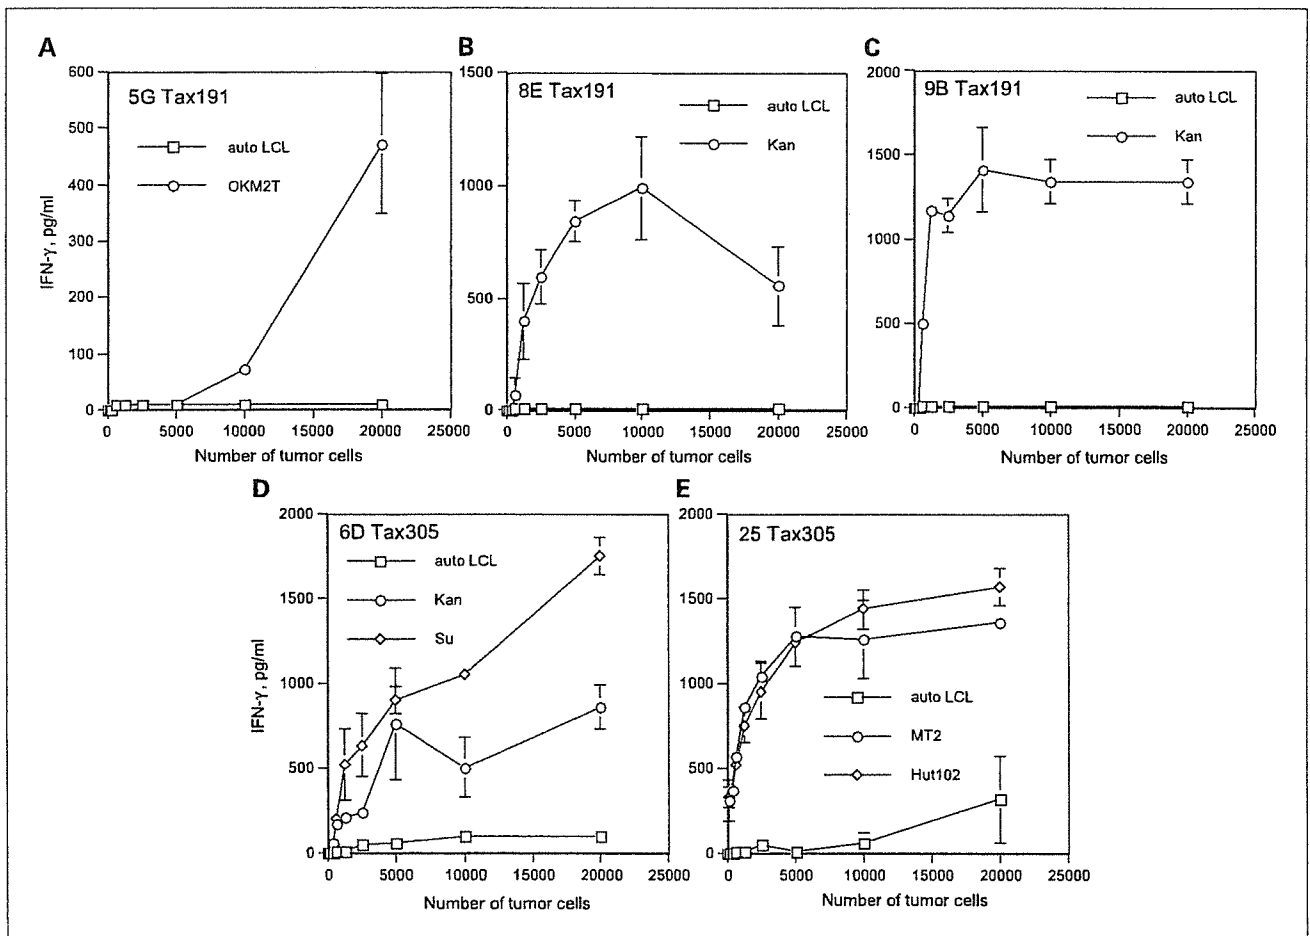 A
5G Tax191
auto LCL
OKM2T
IFN-γ, pg/ml
600
500
400
300
200
100
0
0 5000 10000 15000 20000 25000
Number of tumor cells
B
8E Tax191
auto LCL
Kan
1500
1000
500
0
0 5000 10000 15000 20000 25000
Number of tumor cells
C
9B Tax191
auto LCL
Kan
2000
1500
1000
500
0
0 5000 10000 15000 20000 25000
Number of tumor cells
D
6D Tax305
auto LCL
Kan
Su
IFN-γ, pg/ml
2000
1500
1000
500
0
0 5000 10000 15000 20000 25000
Number of tumor cells
E
25 Tax305
auto LCL
MT2
Hut102
2000
1500
1000
500
0
0 5000 10000 15000 20000 25000
Number of tumor cells